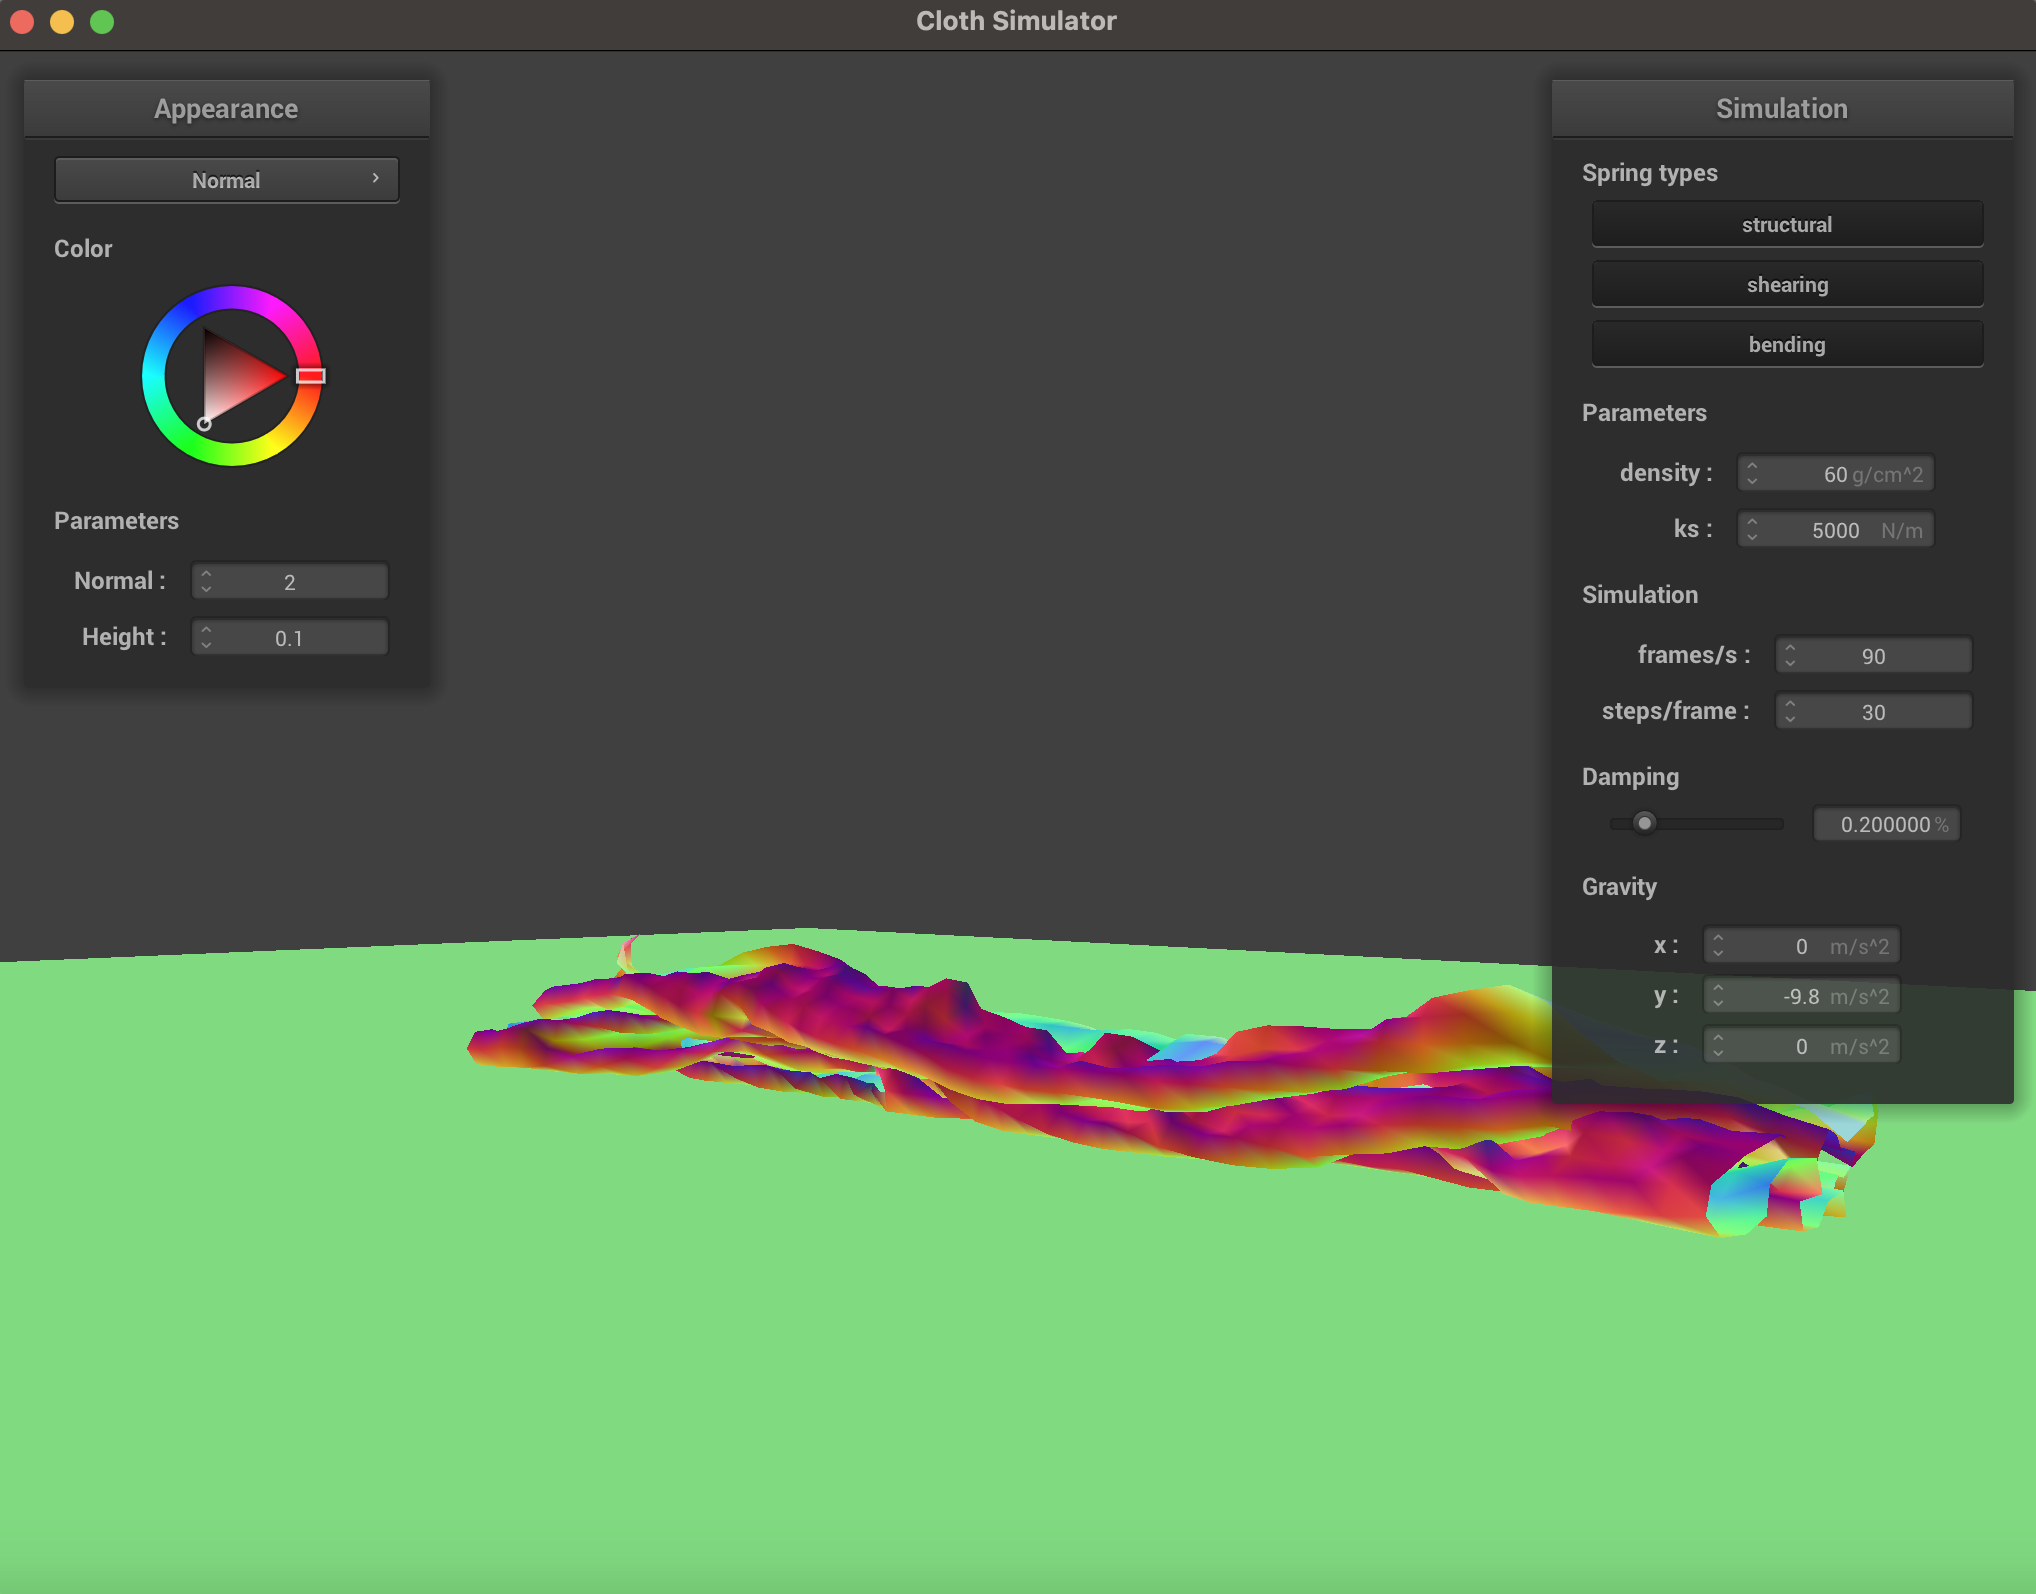 Cloth Simulator
Appearance
Normal
Color
Parameters
Normal : 2
Height : 0.1
Simulation
Spring types
structural
shearing
bending
Parameters
density : 60 g/cm^2
ks : 5000 N/m
Simulation
frames/s : 90
steps/frame : 30
Damping
0.200000 %
Gravity
x : 0 m/s^2
y : -9.8 m/s^2
z : 0 m/s^2